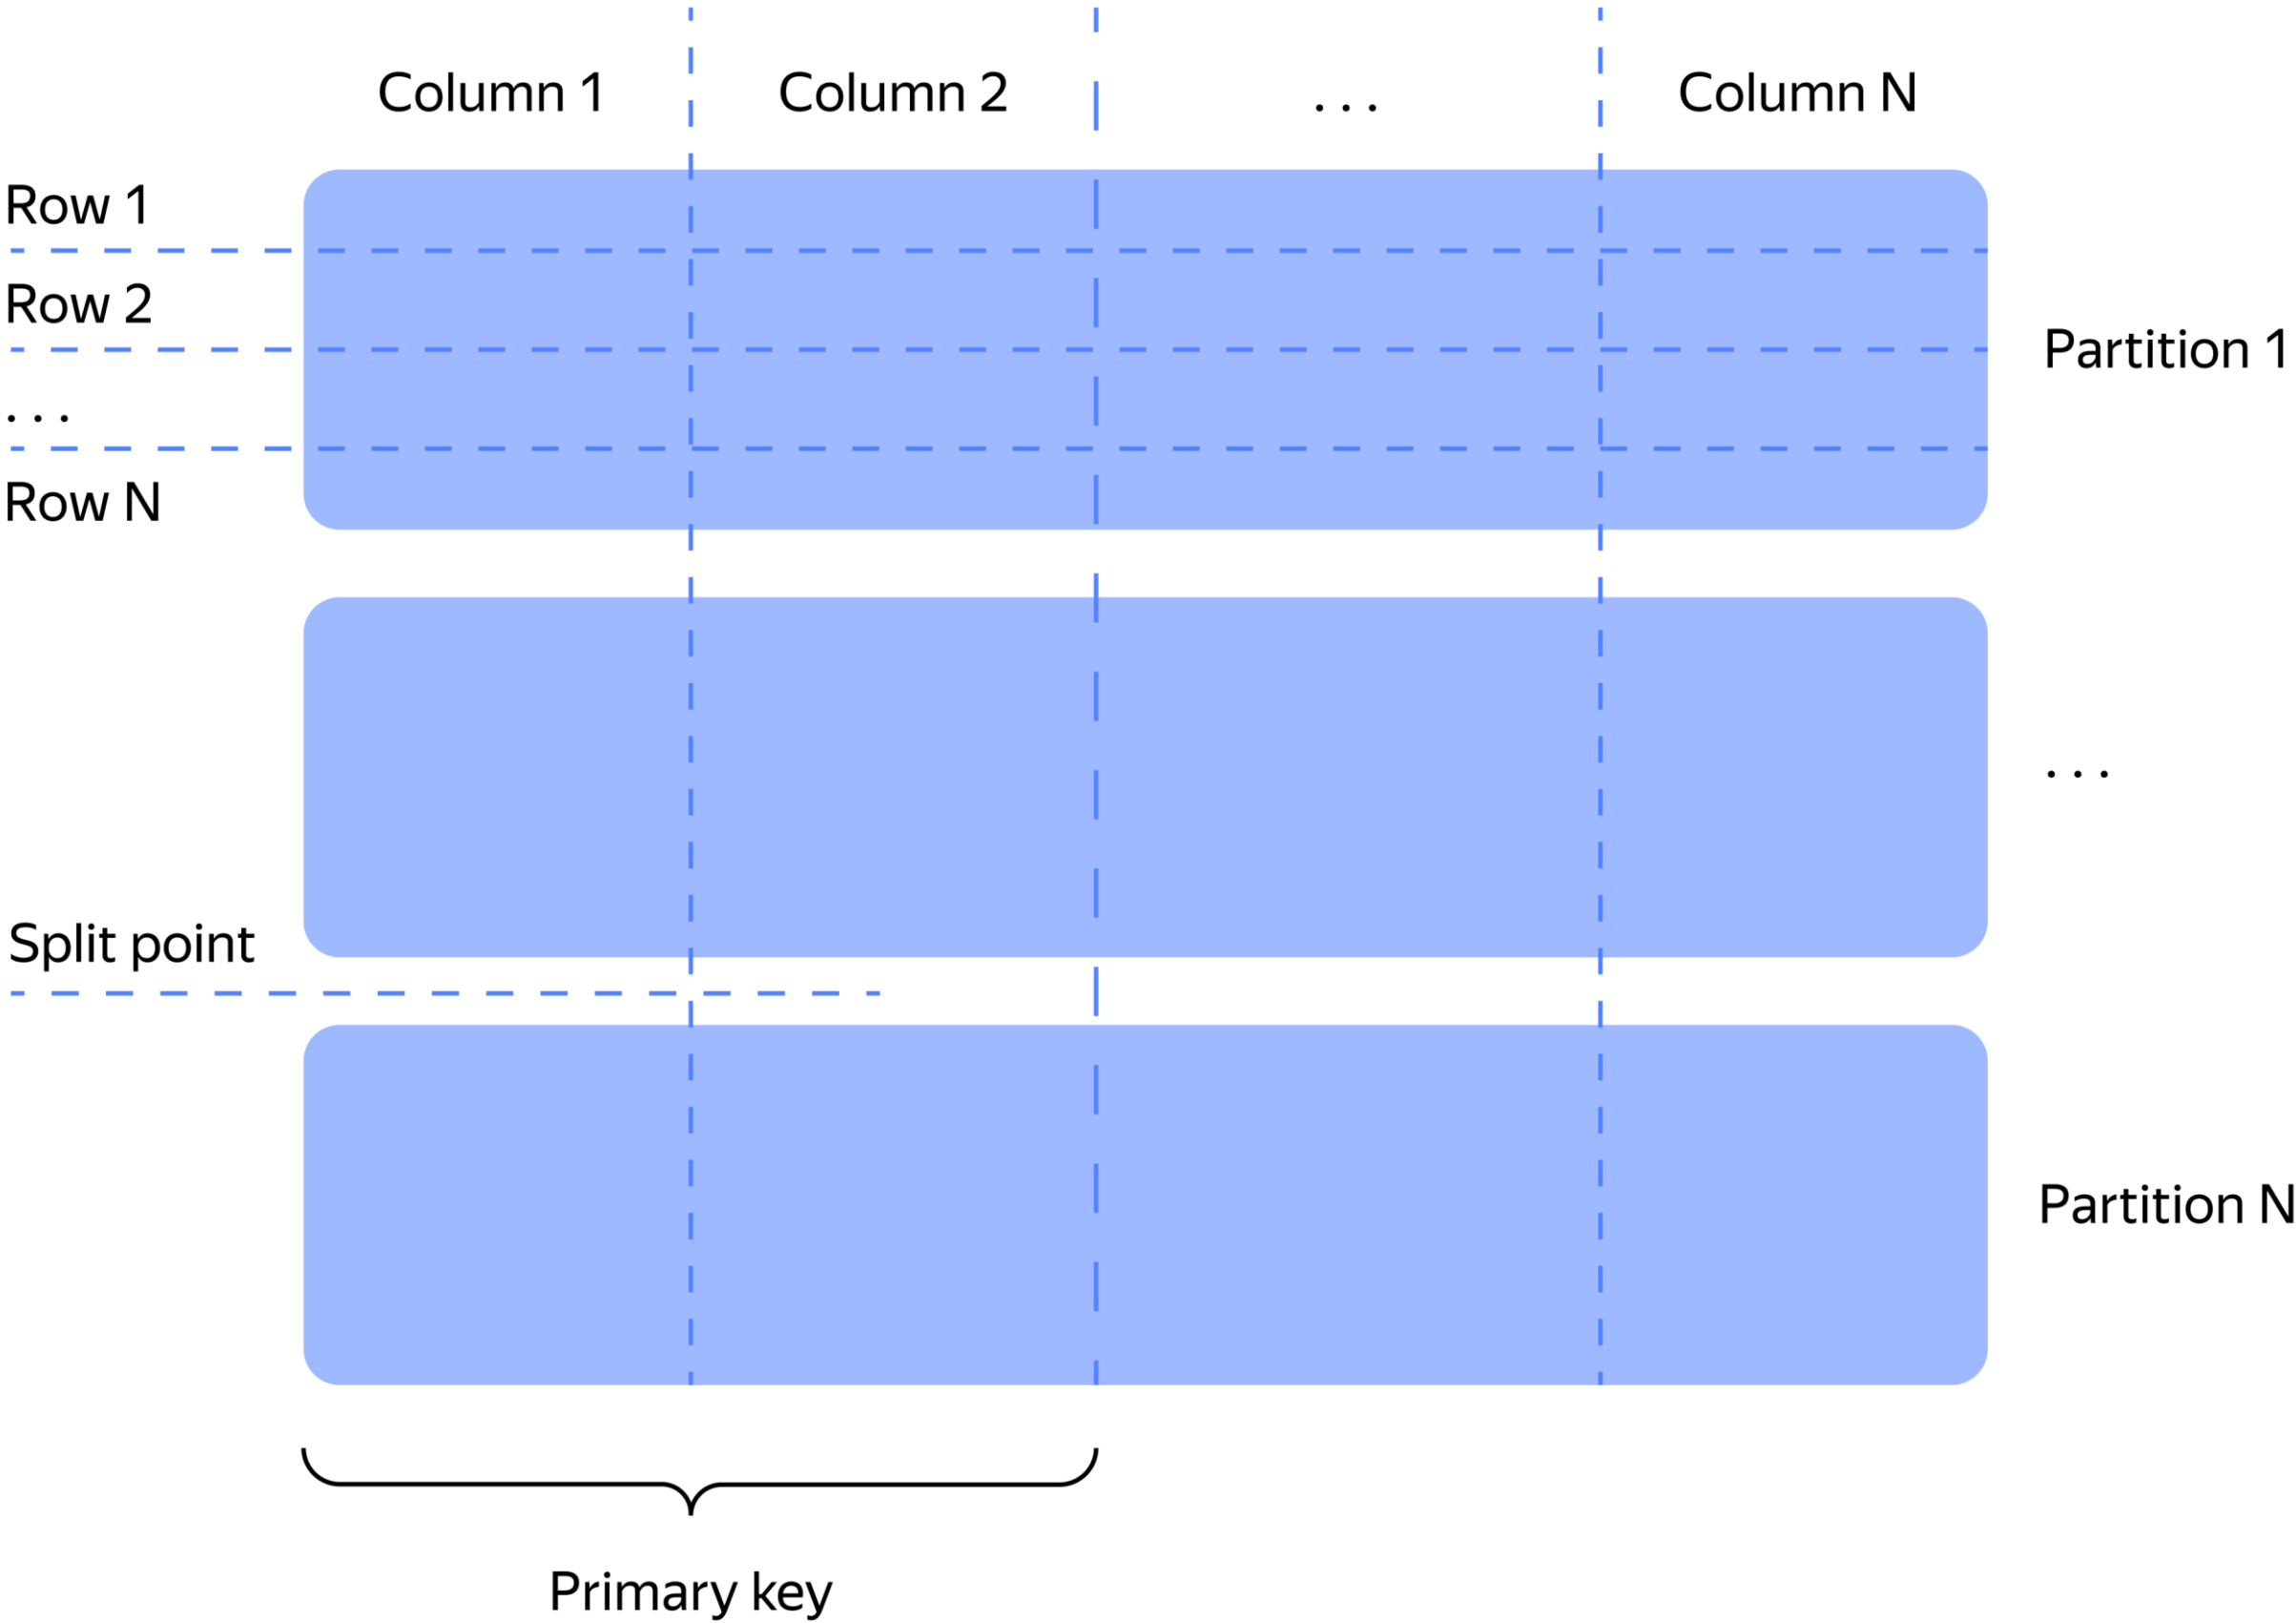 Column 1
Column 2
...
Column N
Row 1
Row 2
...
Row N
Partition 1
...
Split point
Partition N
Primary key